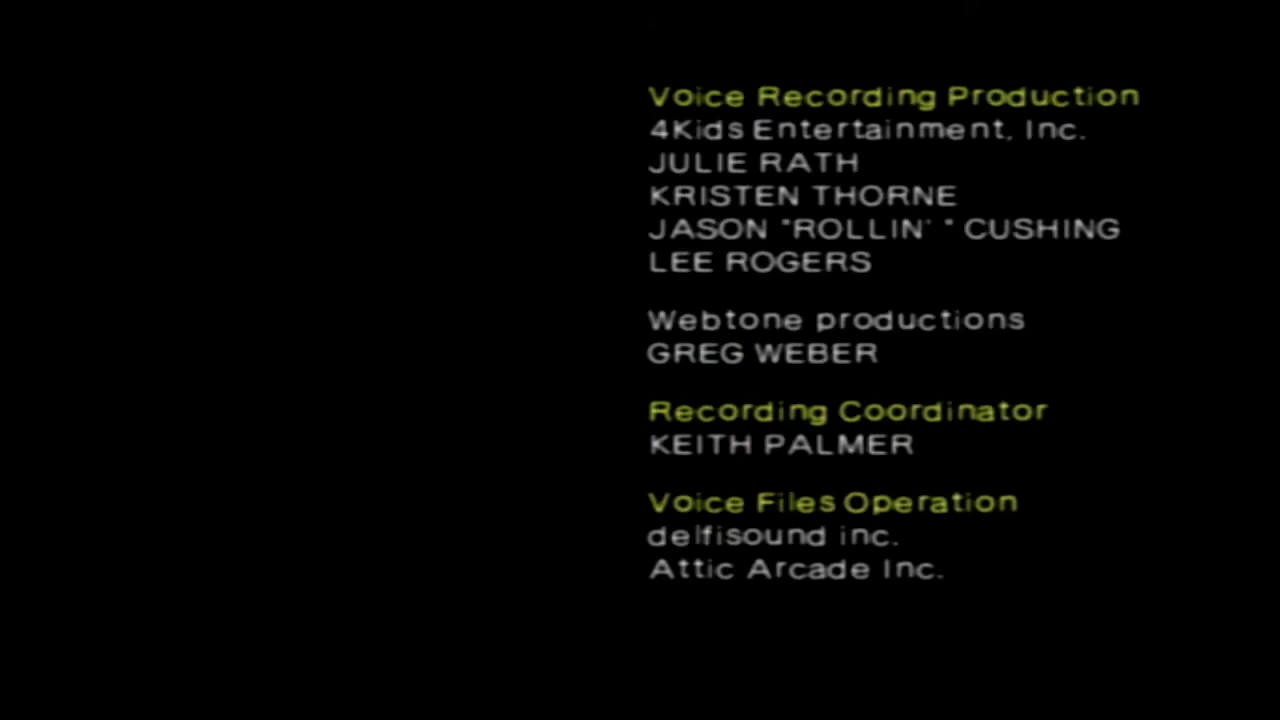 Voice Recording Production
4Kids Entertainment, Inc.
JULIE RATH
KRISTEN THORNE
JASON "ROLLIN' " CUSHING
LEE ROGERS
Webtone productions
GREG WEBER
Recording Coordinator
KEITH PALMER
Voice Files Operation
delfisound inc.
Attic Arcade Inc.